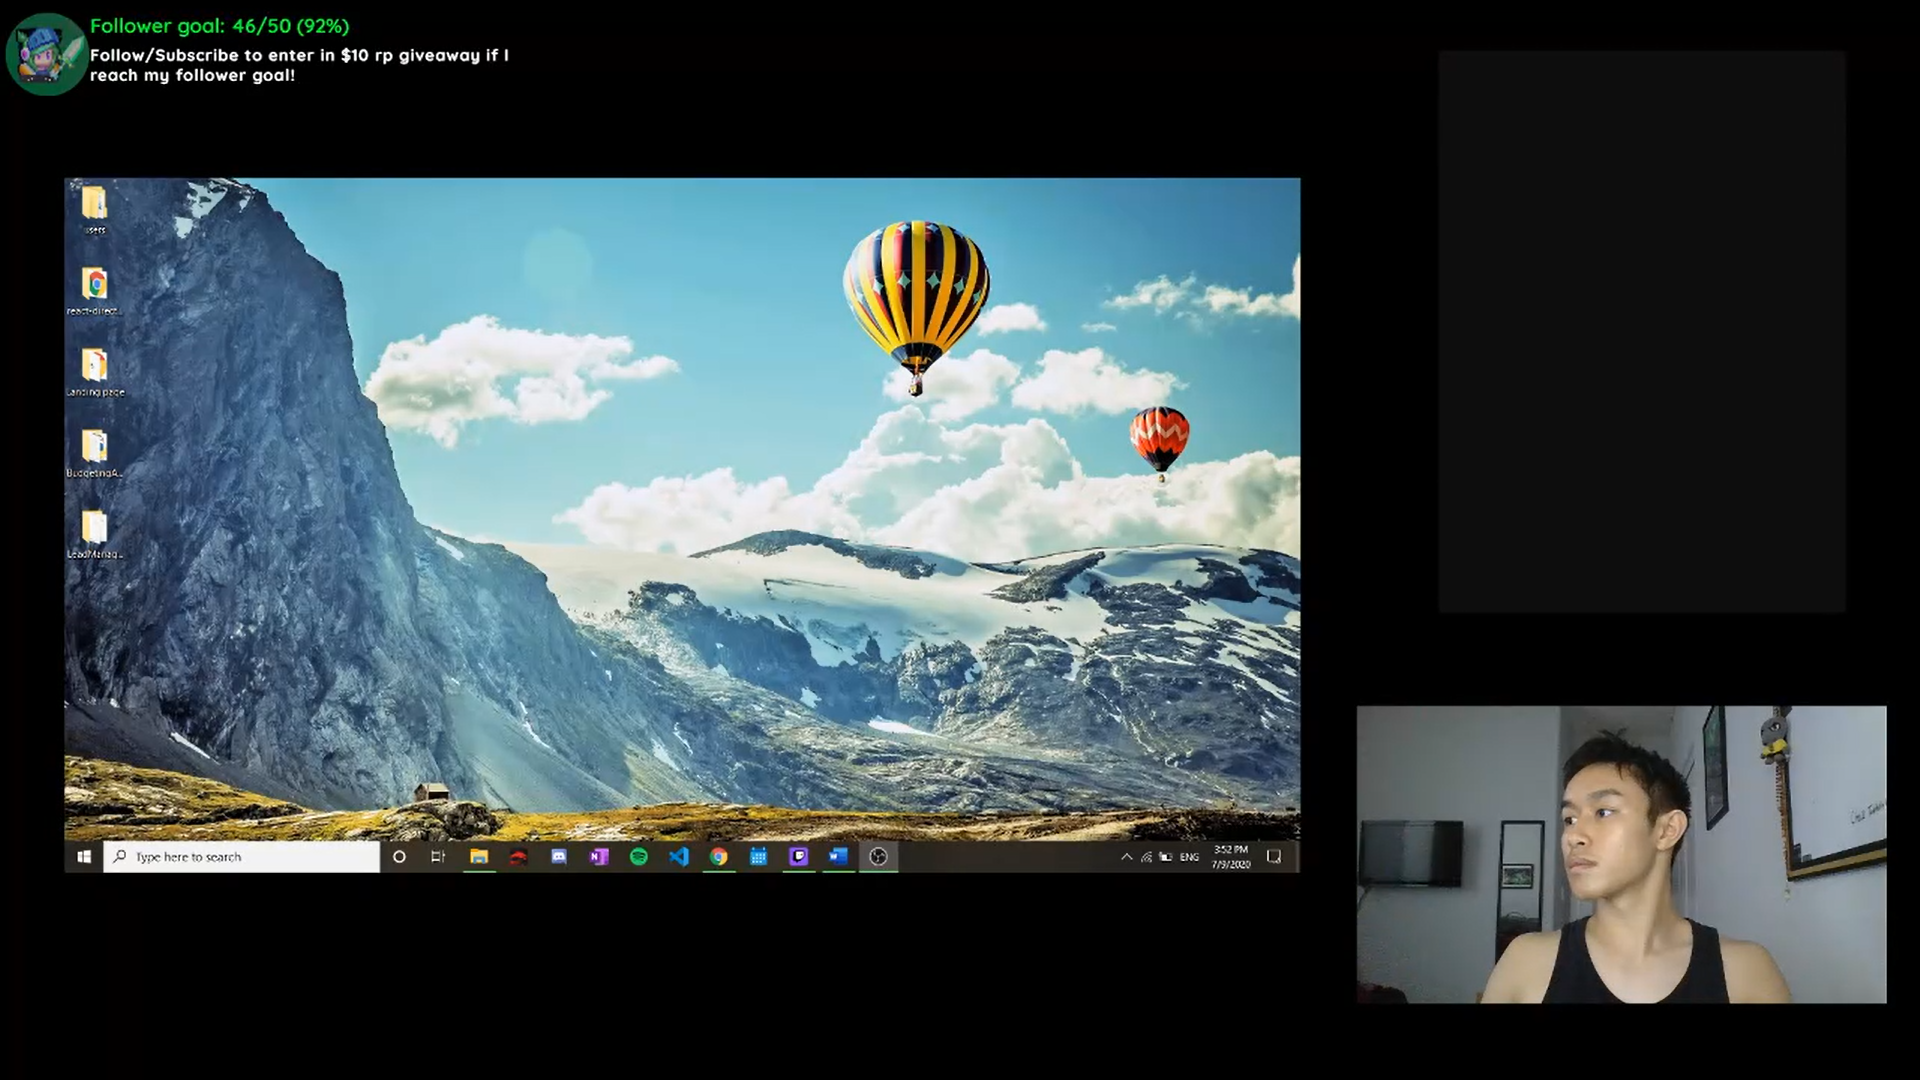 Follower goal: 46/50 (92%)
Follow/Subscribe to enter in $10 rp giveaway if I
reach my follower goal!
users
react-direct...
Landing page
BudgetingA...
LeadManag...
Type here to search
ENG
3:52 PM
7/9/2020